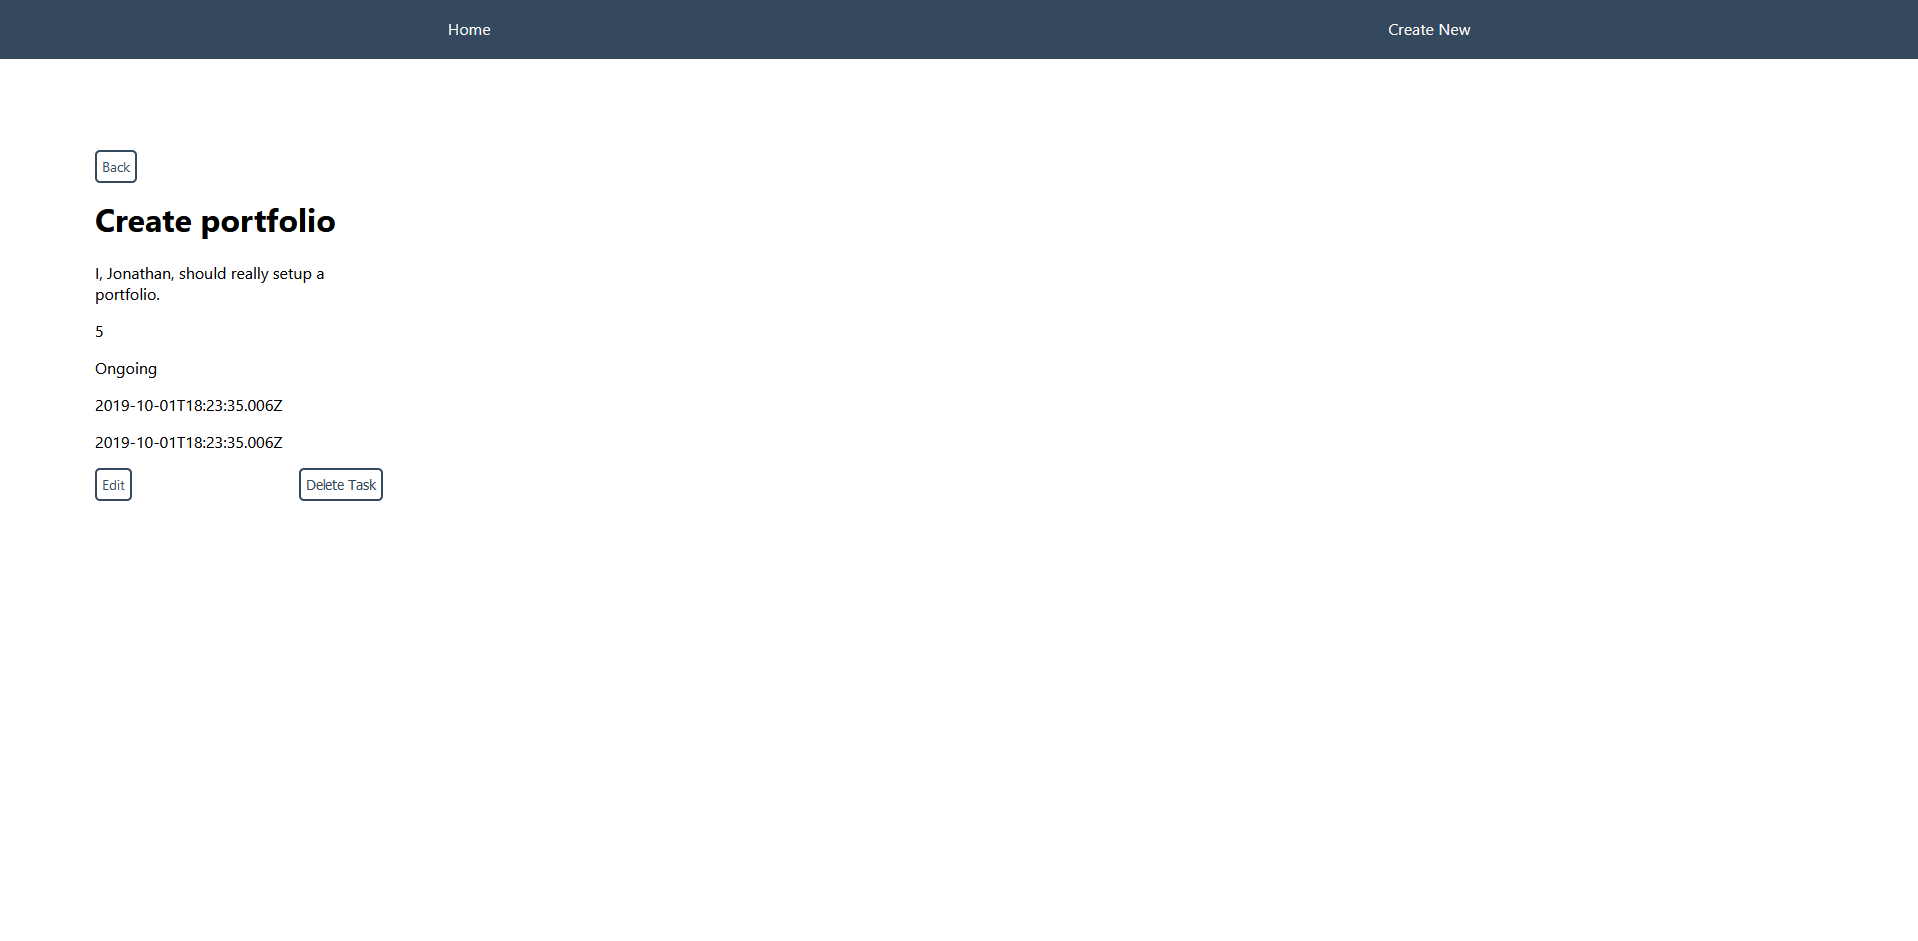 Home
Create New
Back
Create portfolio
I, Jonathan, should really setup a
portfolio.
5
Ongoing
2019-10-01T18:23:35.006Z
2019-10-01T18:23:35.006Z
Edit
Delete Task